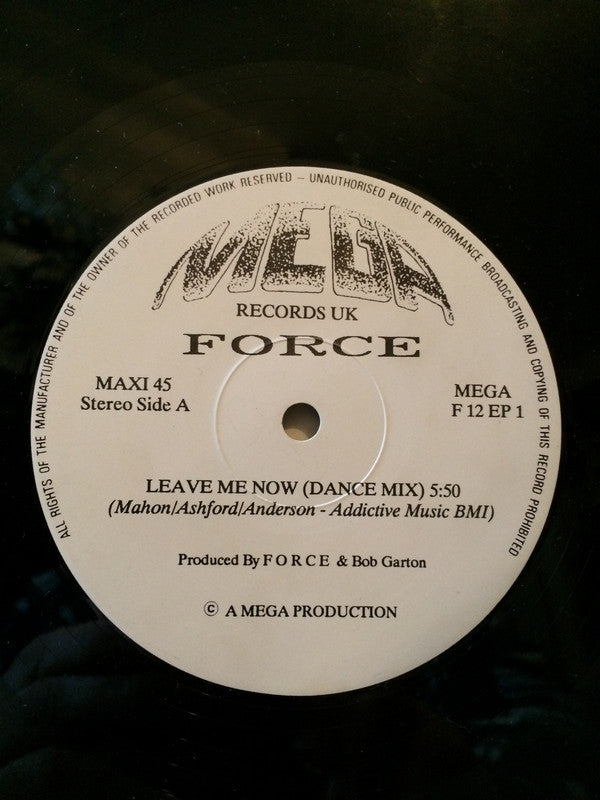 ALL RIGHTS OF THE MANUFACTURER AND OF THE OWNER OF THE RECORDED WORK RESERVED – UNAUTHORISED PUBLIC PERFORMANCE BROADCASTING AND COPYING OF THIS RECORD PROHIBITED
MEGA
RECORDS UK
FORCE
MAXI 45
Stereo Side A
MEGA
F 12 EP 1
LEAVE ME NOW (DANCE MIX) 5:50
(Mahon/Ashford/Anderson - Addictive Music BMI)
Produced By F O R C E & Bob Garton
© A MEGA PRODUCTION